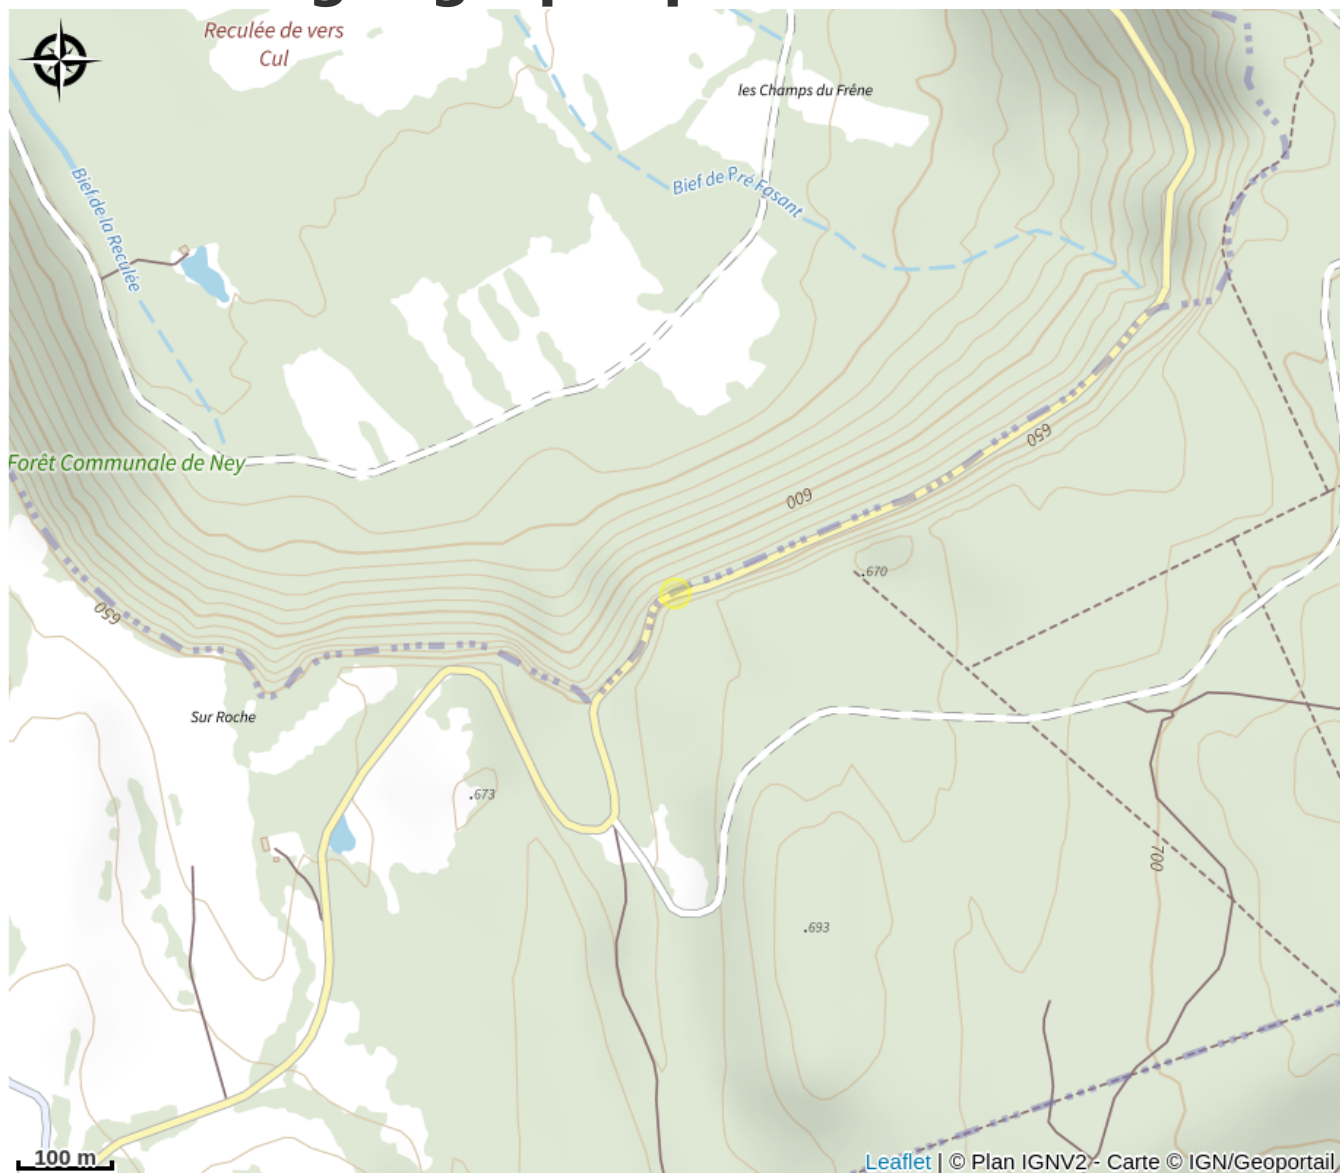 Reculée de vers
Cul
les Champs du Frêne
Bief de la Reculée
Bief de Pré Fasant
650
Forêt Communale de Ney
600
.670
650
Sur Roche
.673
700
.693
100 m
Leaflet | © Plan IGNV2 - Carte © IGN/Geoportail